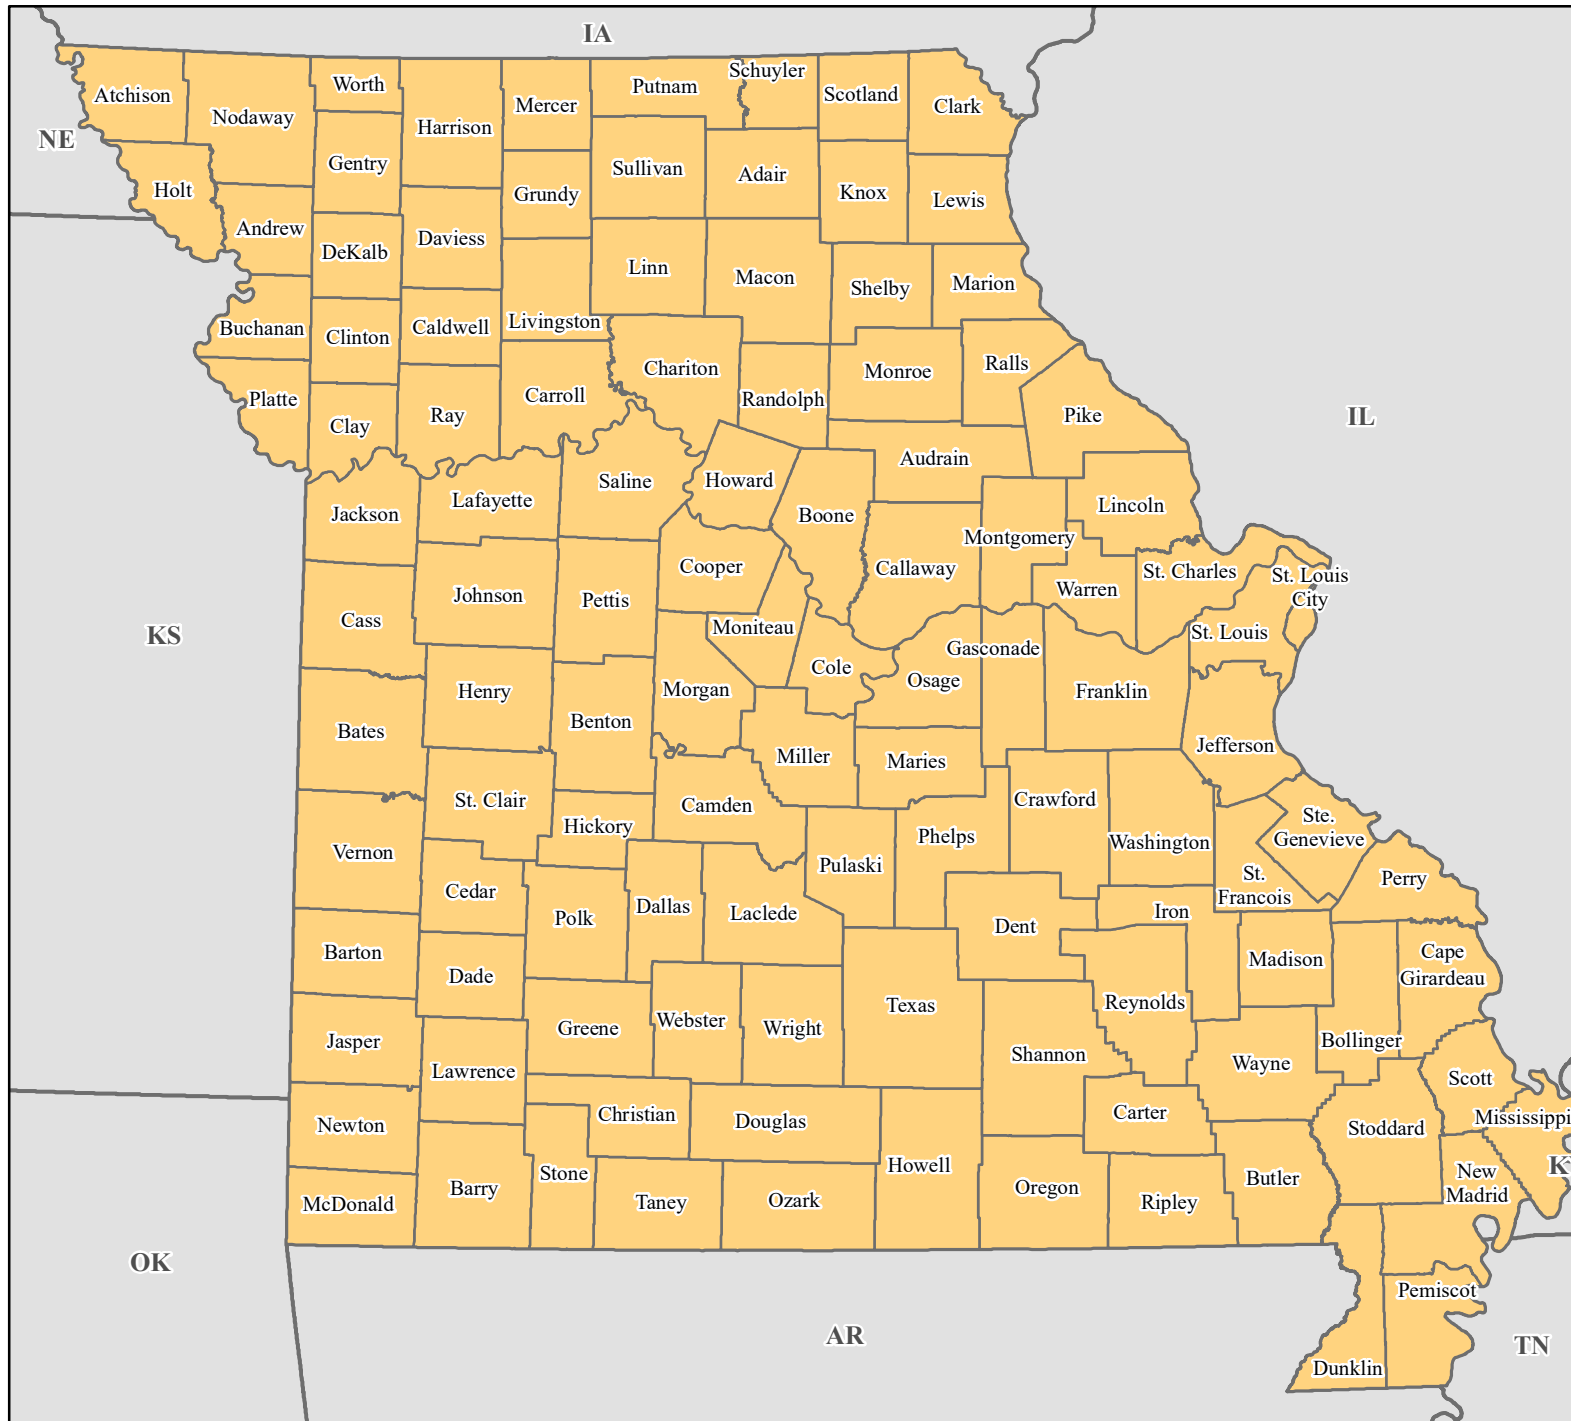 IA
Schuyler
Worth
Putnam
Atchison
Scotland
Mercer
Clark
Nodaway
Harrison
NE
Gentry
Sullivan
Adair
Holt
Grundy
Knox
Lewis
Andrew
Daviess
DeKalb
Linn
Macon
Shelby
Marion
Buchanan
Clinton
Caldwell
Livingston
Chariton
Monroe
Ralls
Platte
Carroll
Randolph
Clay
Ray
Pike
IL
Audrain
Saline
Howard
Lafayette
Jackson
Boone
Lincoln
Montgomery
Cooper
Callaway
St. Charles
St. Louis
City
Johnson
Pettis
Warren
Cass
KS
Moniteau
St. Louis
Gasconade
Cole
Osage
Henry
Morgan
Franklin
Bates
Benton
Jefferson
Miller
Maries
St. Clair
Camden
Crawford
Hickory
Ste.
Genevieve
Vernon
Phelps
Washington
Pulaski
St.
Francois
Perry
Cedar
Polk
Dallas
Laclede
Iron
Dent
Barton
Madison
Cape
Girardeau
Dade
Texas
Reynolds
Greene
Webster
Wright
Jasper
Bollinger
Shannon
Wayne
Lawrence
Scott
Christian
Douglas
Carter
Mississippi
Newton
Stoddard
Howell
Stone
New
Madrid
Barry
Butler
Oregon
McDonald
Taney
Ozark
Ripley
OK
Pemiscot
AR
TN
Dunklin